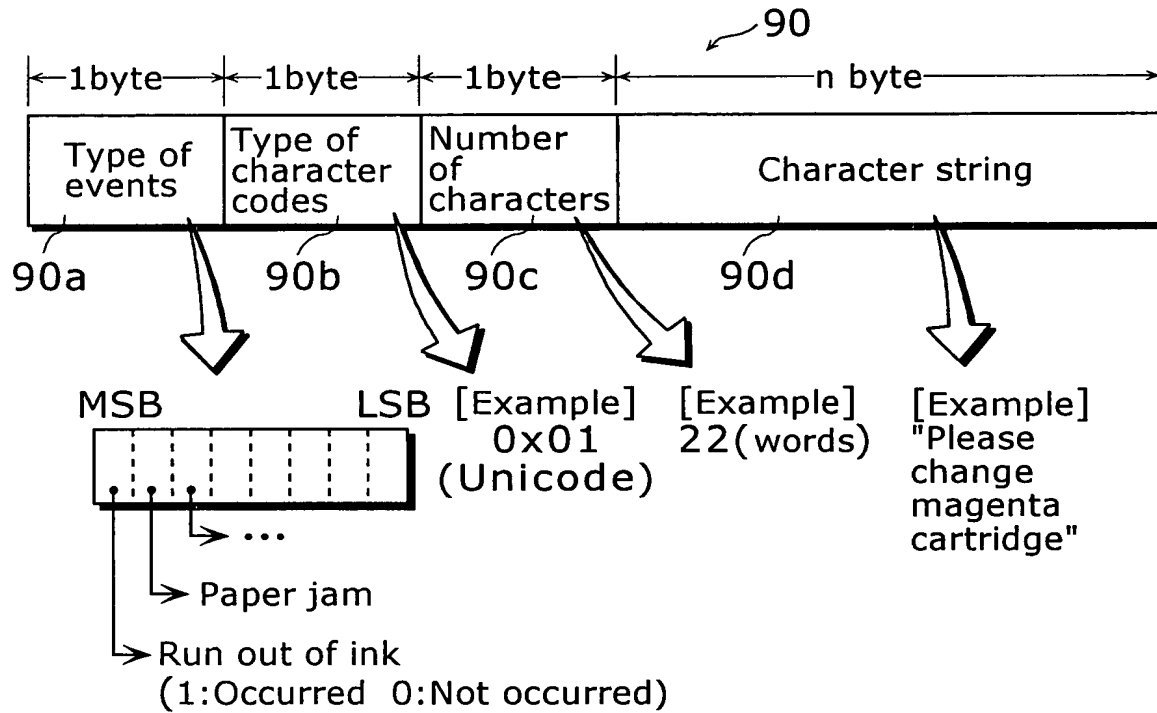 90
1byte 1byte 1byte n byte
Type of
events
Type of
character
codes
Number
of
characters
Character string
90a 90b 90c 90d
MSB LSB
[Example]
0x01
(Unicode)
[Example]
22(words)
[Example]
"Please
change
magenta
cartridge"
...
Paper jam
Run out of ink
(1:Occurred 0:Not occurred)